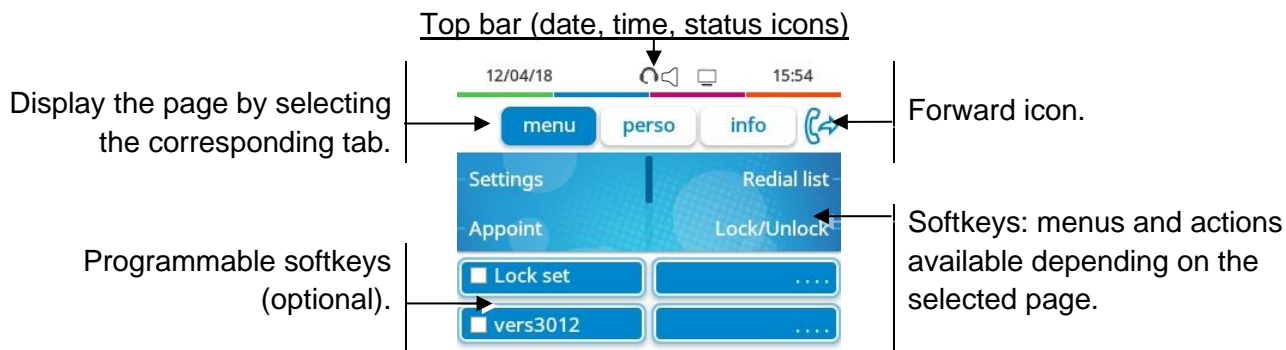 Top bar (date, time, status icons)
12/04/18 15:54
Display the page by selecting
the corresponding tab.
menu perso info
Forward icon.
Settings Redial list
Appoint Lock/Unlock
Softkeys: menus and actions
available depending on the
selected page.
Programmable softkeys
(optional).
Lock set ....
vers3012 ....